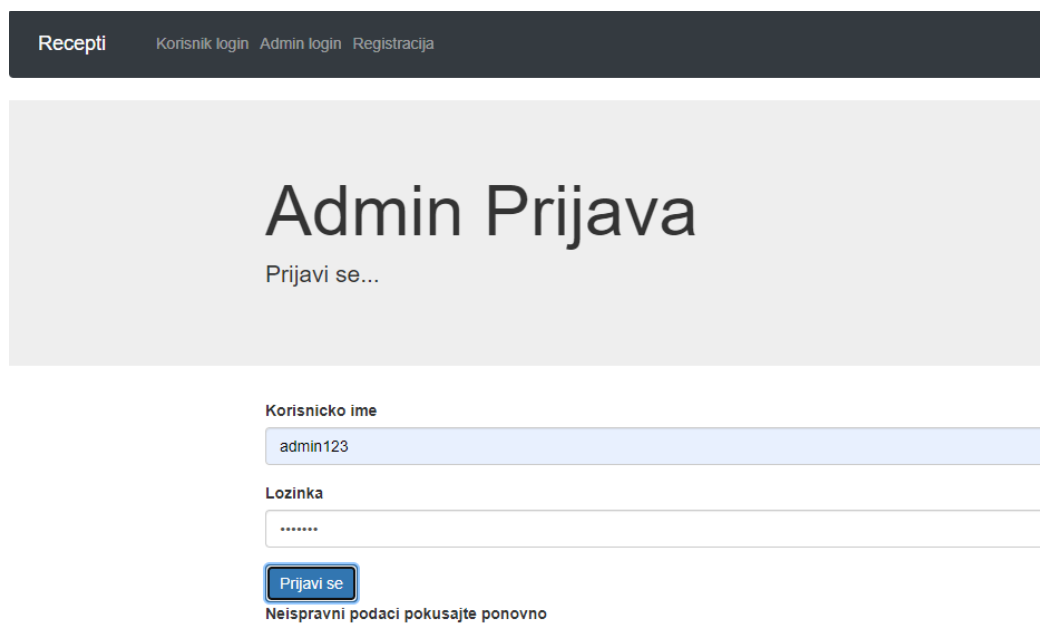 Recepti Korisnik login Admin login Registracija
Admin Prijava
Prijavi se...
Korisnicko ime
admin123
Lozinka
•••••••
Prijavi se
Neispravni podaci pokusajte ponovno